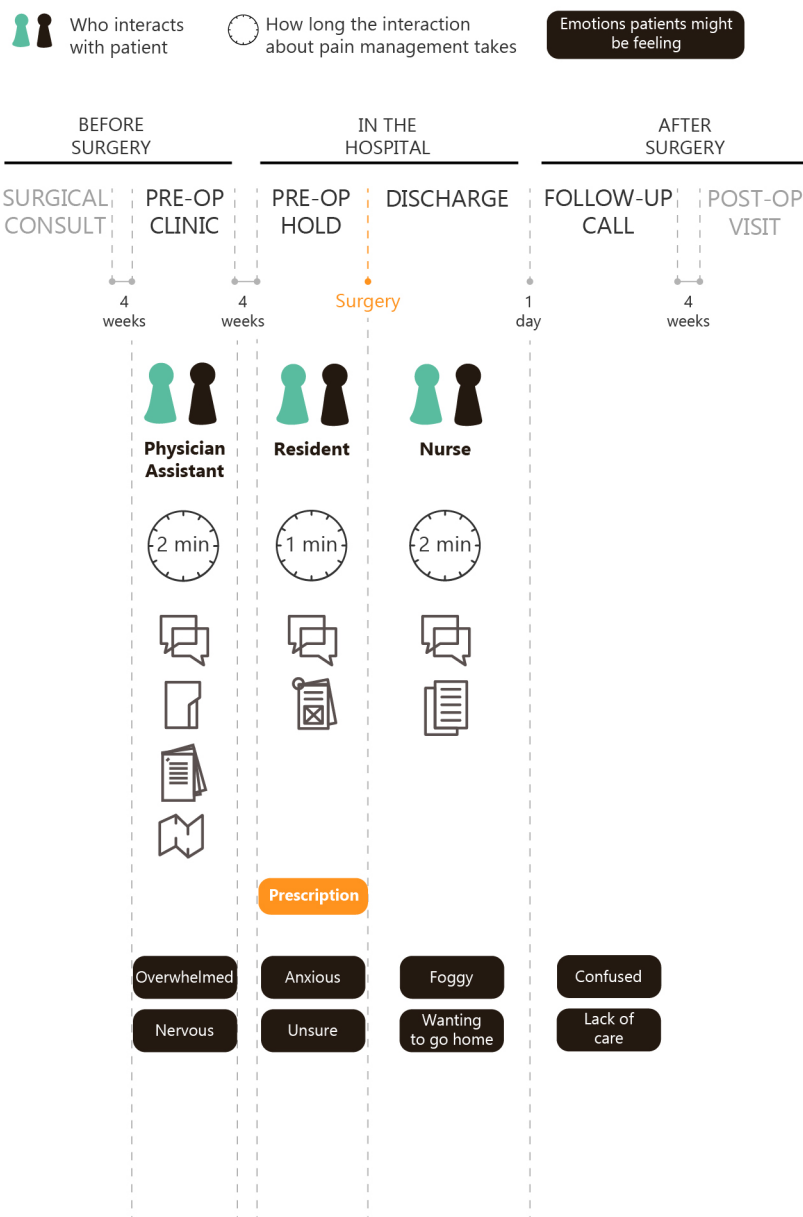 Who interacts
with patient
How long the interaction
about pain management takes
Emotions patients might
be feeling
BEFORE
SURGERY
IN THE
HOSPITAL
AFTER
SURGERY
SURGICAL
CONSULT
PRE-OP
CLINIC
PRE-OP
HOLD
DISCHARGE
FOLLOW-UP
CALL
POST-OP
VISIT
4
weeks
4
weeks
Surgery
1
day
4
weeks
Physician
Assistant
Resident
Nurse
2 min
1 min
2 min
Prescription
Overwhelmed
Anxious
Foggy
Confused
Nervous
Unsure
Wanting
to go home
Lack of
care